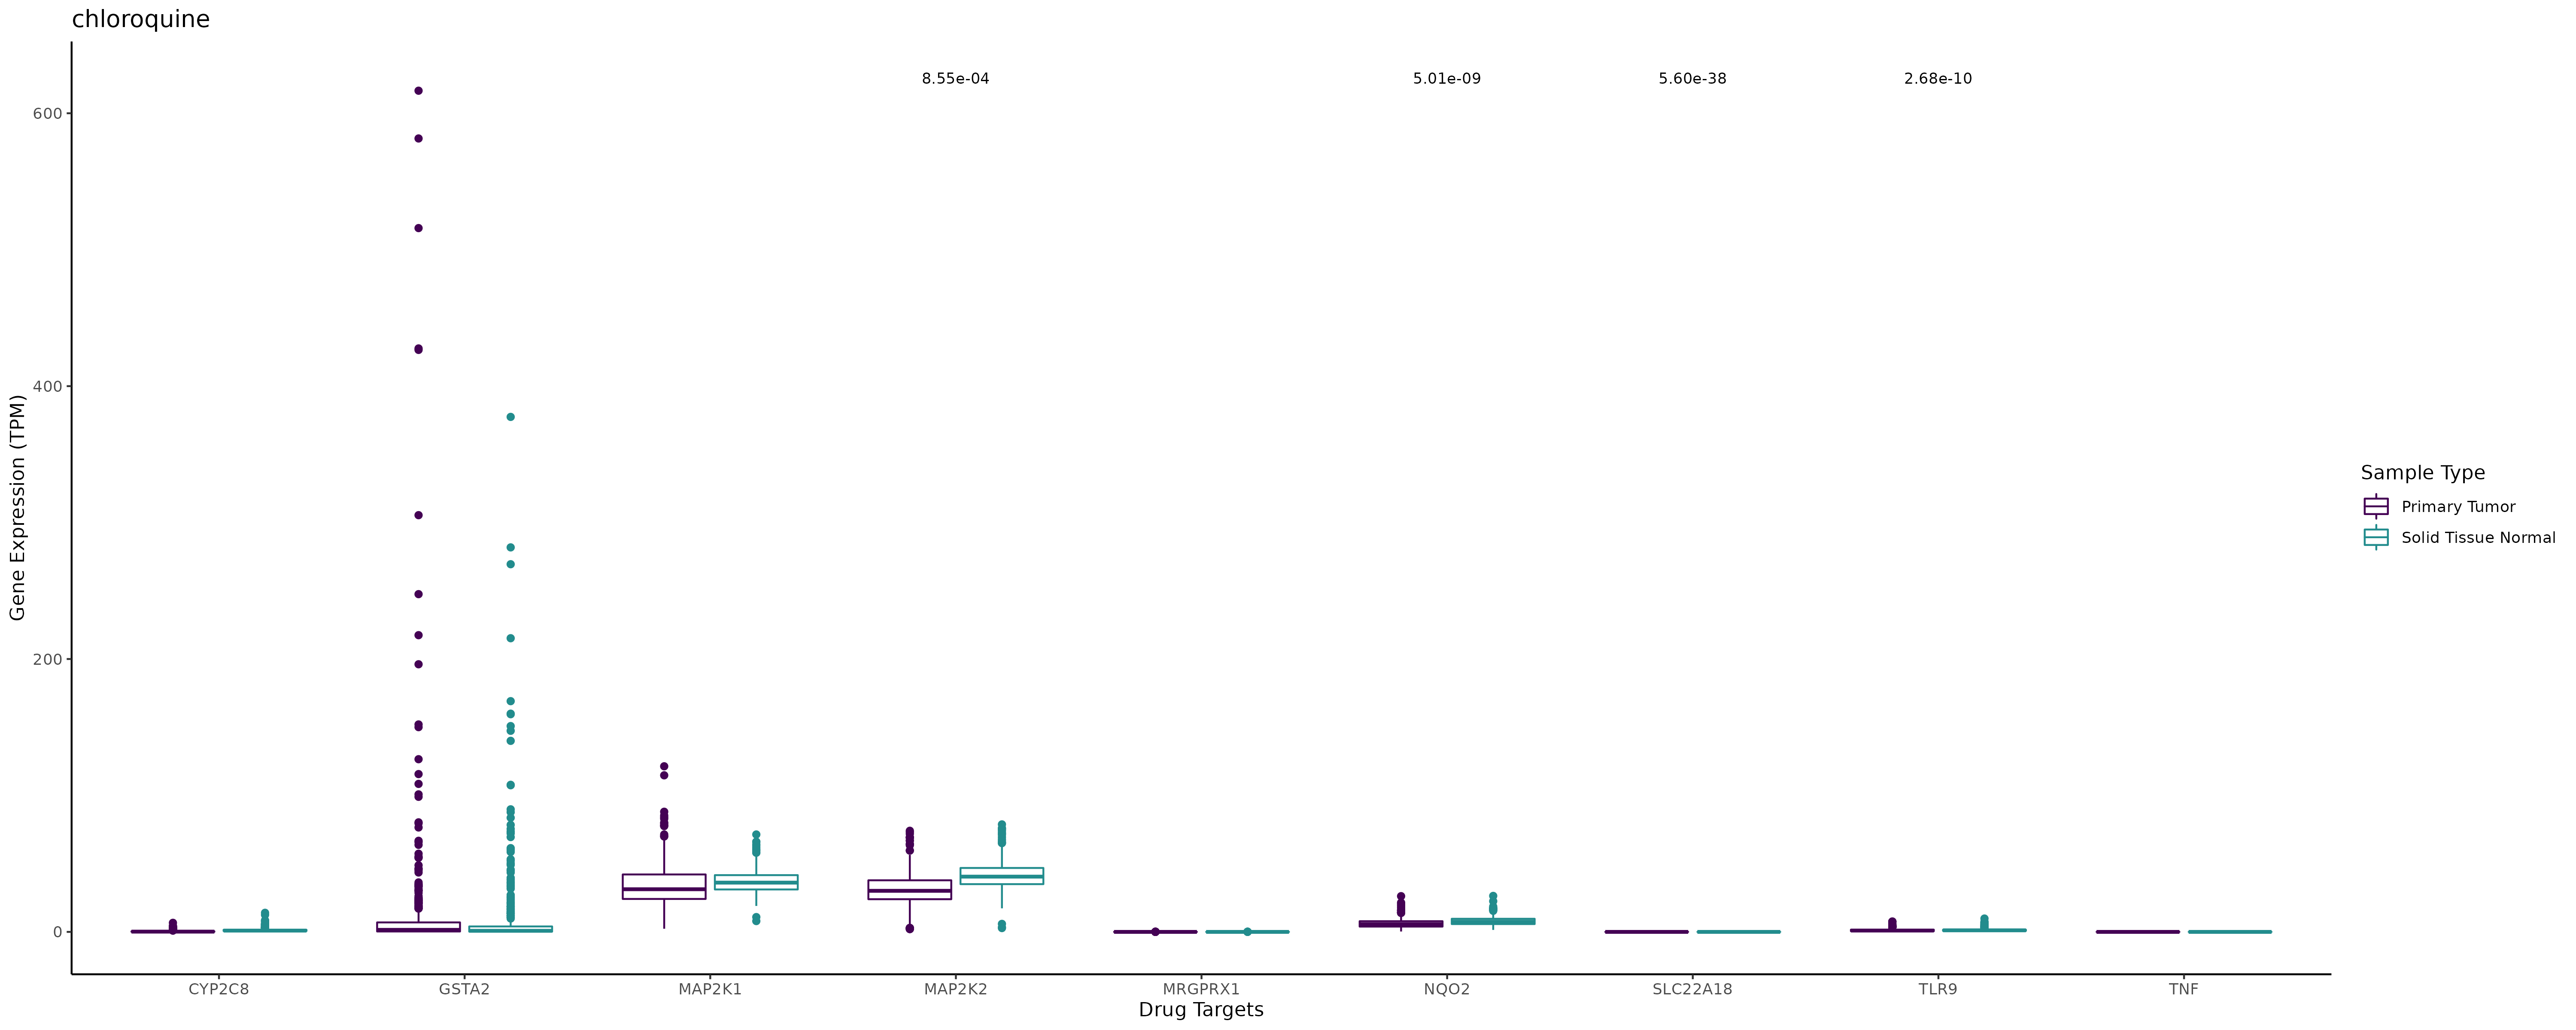 chloroquine
8.55e-04 5.01e-09 5.60e-38 2.68e-10
600
400
200
0
Gene Expression (TPM)
CYP2C8 GSTA2 MAP2K1 MAP2K2 MRGPRX1 NQO2 SLC22A18 TLR9 TNF
Drug Targets
Sample Type
Primary Tumor
Solid Tissue Normal